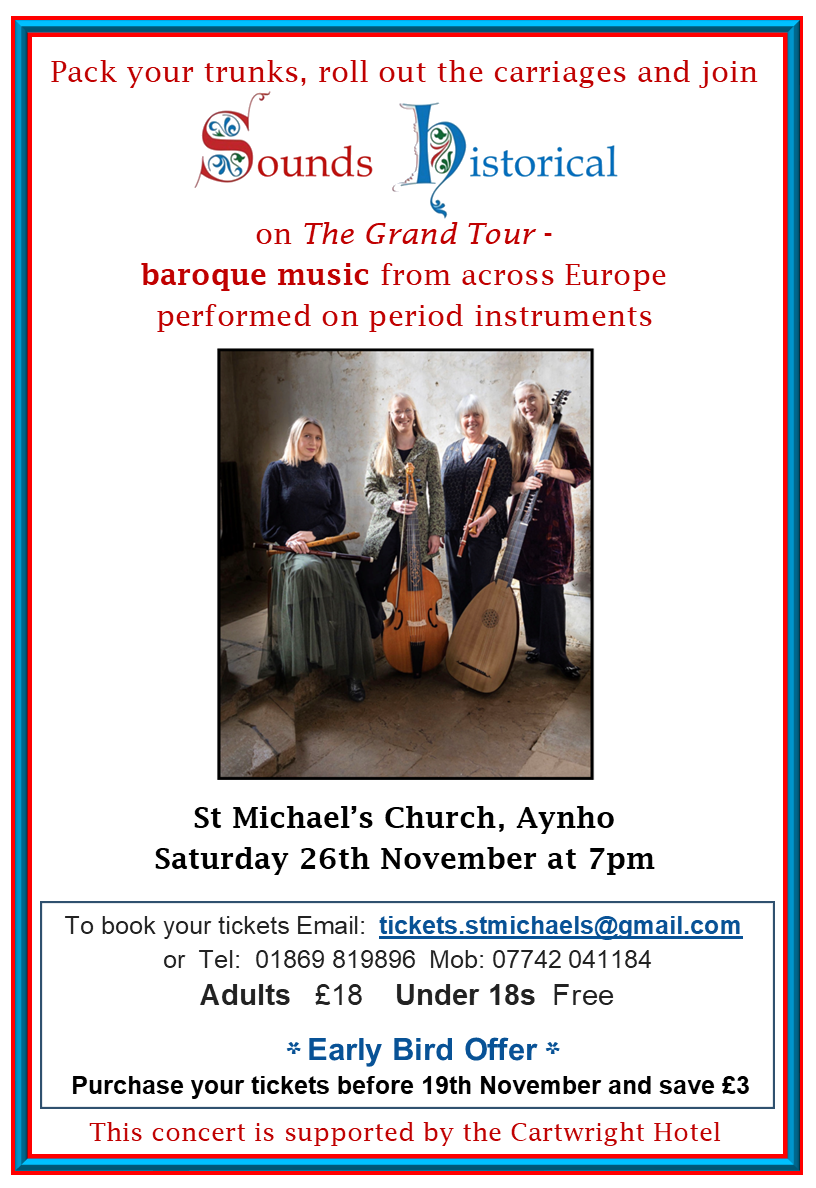 Pack your trunks, roll out the carriages and join
Sounds Historical
on The Grand Tour -
baroque music from across Europe
performed on period instruments
St Michael’s Church, Aynho
Saturday 26th November at 7pm
To book your tickets Email: tickets.stmichaels@gmail.com
or Tel: 01869 819896 Mob: 07742 041184
Adults £18 Under 18s Free
* Early Bird Offer *
Purchase your tickets before 19th November and save £3
This concert is supported by the Cartwright Hotel